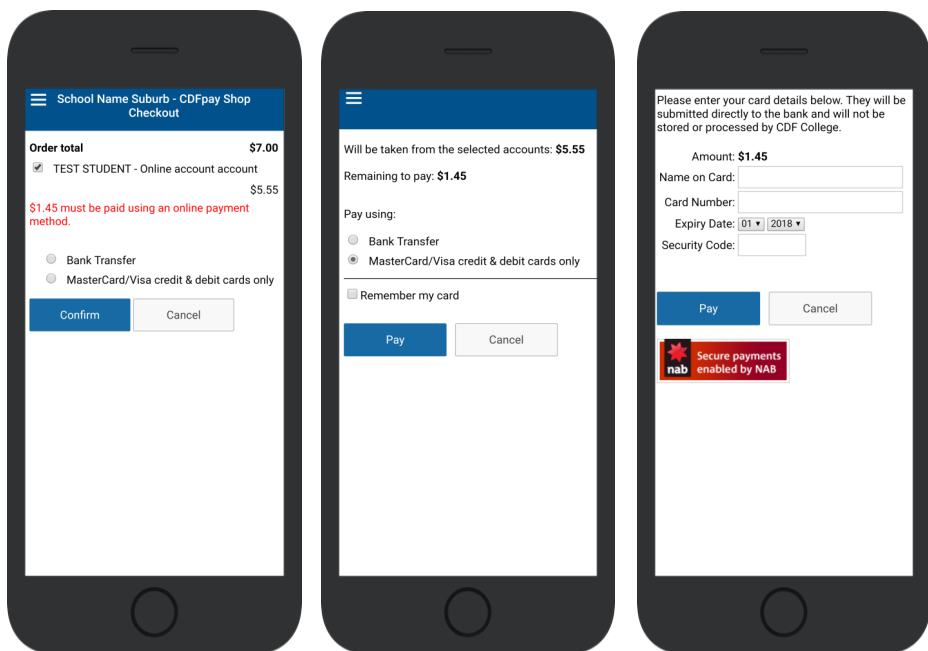 School Name Suburb - CDFpay Shop
Checkout
Order total $7.00
TEST STUDENT - Online account account
$5.55
$1.45 must be paid using an online payment
method.
Bank Transfer
MasterCard/Visa credit & debit cards only
Confirm Cancel
Will be taken from the selected accounts: $5.55
Remaining to pay: $1.45
Pay using:
Bank Transfer
MasterCard/Visa credit & debit cards only
Remember my card
Pay Cancel
Please enter your card details below. They will be
submitted directly to the bank and will not be
stored or processed by CDF College.
Amount: $1.45
Name on Card:
Card Number:
Expiry Date: 01 2018
Security Code:
Pay Cancel
nab Secure payments
enabled by NAB